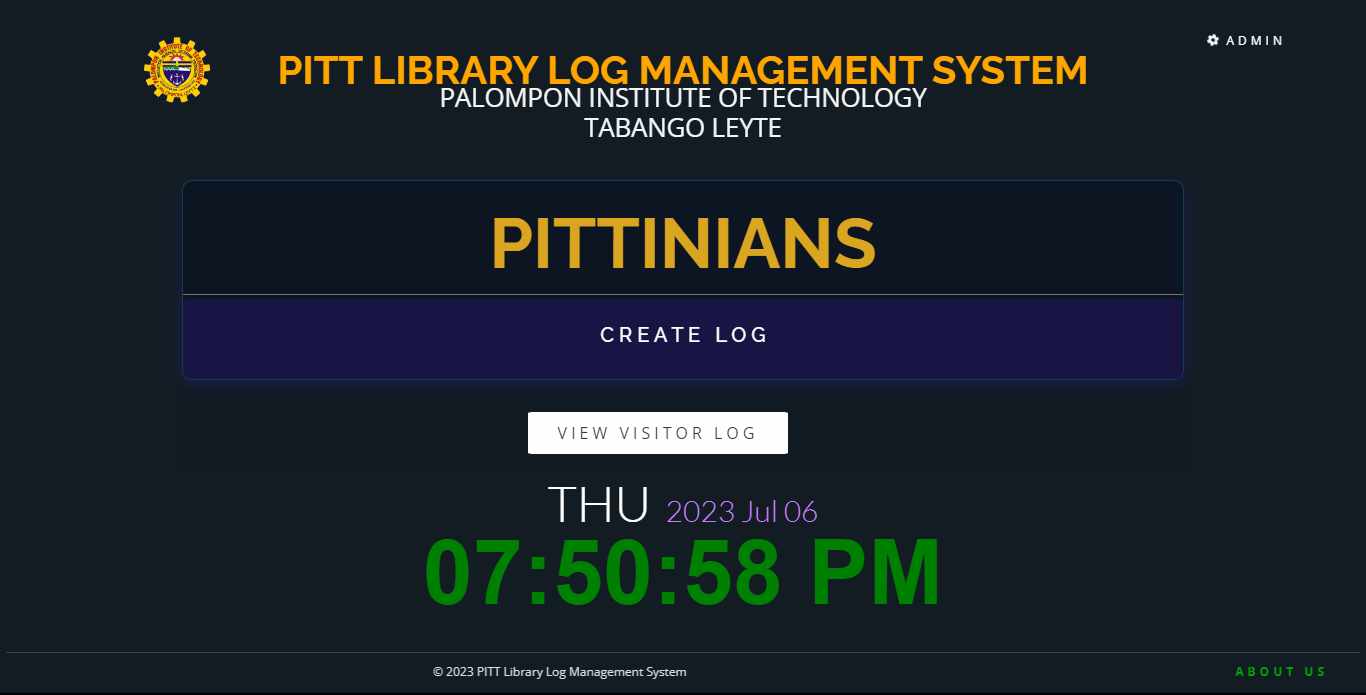 ADMIN
PITT LIBRARY LOG MANAGEMENT SYSTEM
PALOMPON INSTITUTE OF TECHNOLOGY
TABANGO LEYTE
PITTINIANS
CREATE LOG
VIEW VISITOR LOG
THU 2023 Jul 06
07:50:58 PM
© 2023 PITT Library Log Management System
ABOUT US